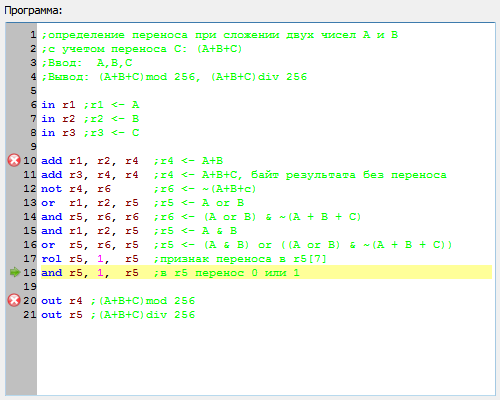 Программа:
1 ;определение переноса при сложении двух чисел A и B
2 ;с учетом переноса C: (A+B+C)
3 ;Ввод:  A,B,C
4 ;Вывод: (A+B+C)mod 256, (A+B+C)div 256
5
6 in r1 ;r1 <- A
7 in r2 ;r2 <- B
8 in r3 ;r3 <- C
9
10 add r1, r2, r4  ;r4 <- A+B
11 add r3, r4, r4  ;r4 <- A+B+C, байт результата без переноса
12 not r4, r6      ;r6 <- ~(A+B+c)
13 or  r1, r2, r5  ;r5 <- A or B
14 and r5, r6, r6  ;r6 <- (A or B) & ~(A + B + C)
15 and r1, r2, r5  ;r5 <- A & B
16 or  r5, r6, r5  ;r5 <- (A & B) or ((A or B) & ~(A + B + C))
17 rol r5, 1,  r5  ;признак переноса в r5[7]
18 and r5, 1,  r5  ;в r5 перенос 0 или 1
19
20 out r4 ;(A+B+C)mod 256
21 out r5 ;(A+B+C)div 256